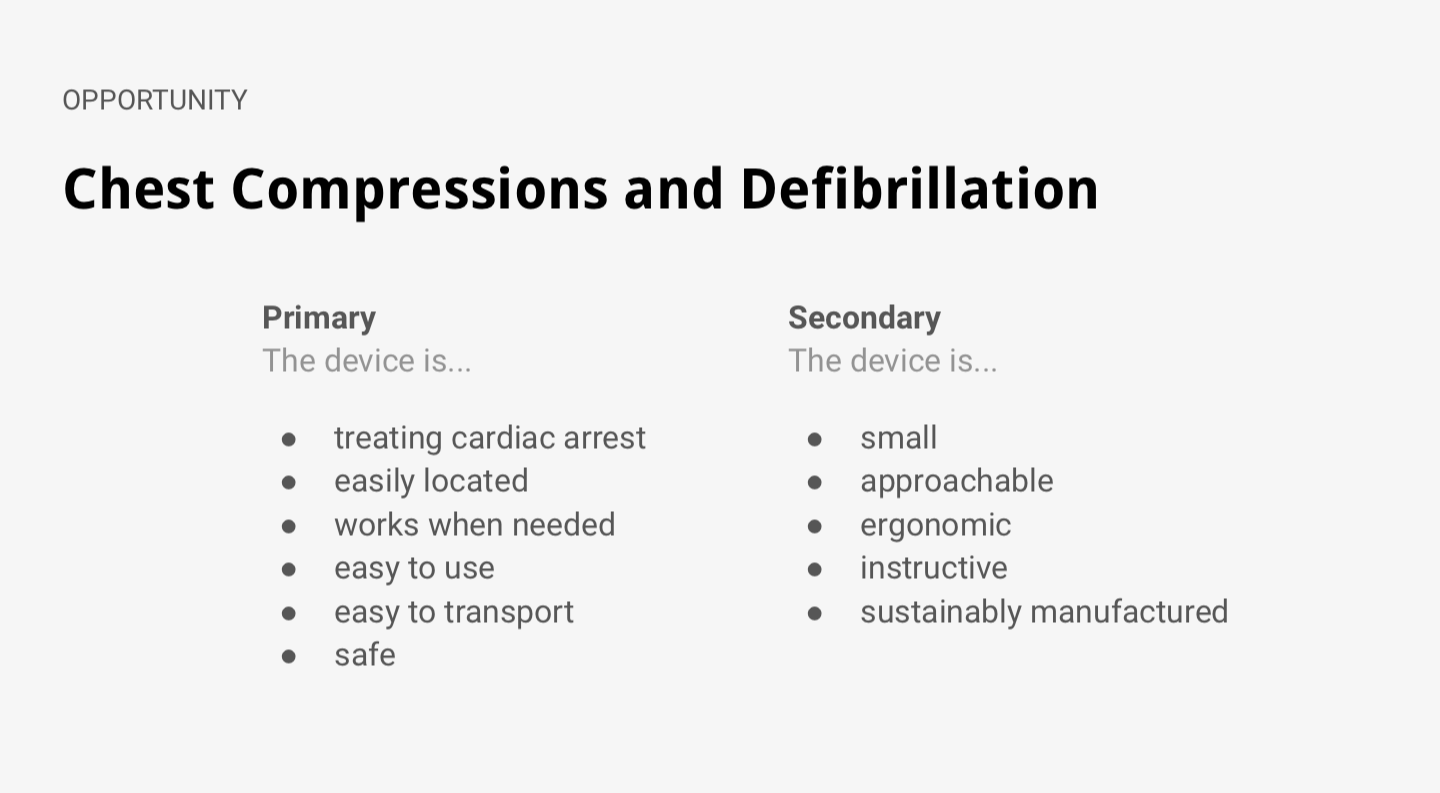 OPPORTUNITY
Chest Compressions and Defibrillation
Primary
The device is...
● treating cardiac arrest
● easily located
● works when needed
● easy to use
● easy to transport
● safe
Secondary
The device is...
● small
● approachable
● ergonomic
● instructive
● sustainably manufactured